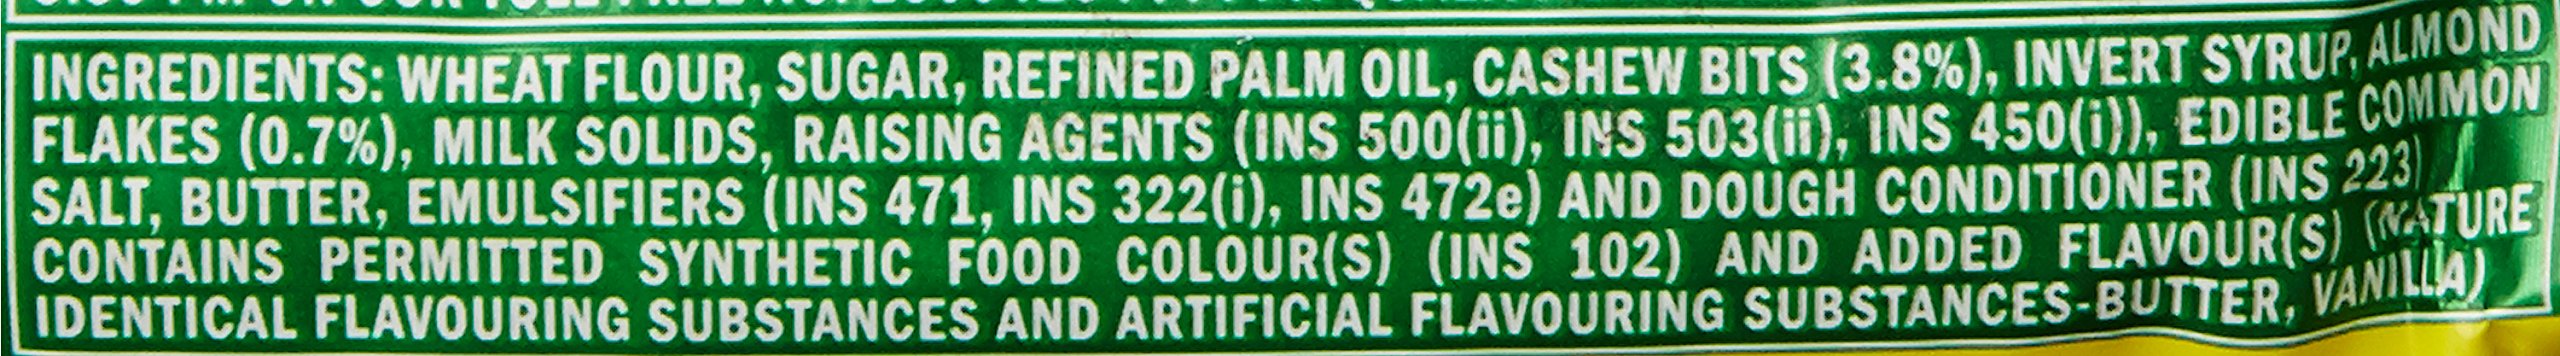 INGREDIENTS: WHEAT FLOUR, SUGAR, REFINED PALM OIL, CASHEW BITS (3.8%), INVERT SYRUP, ALMOND
FLAKES (0.7%), MILK SOLIDS, RAISING AGENTS (INS 500(ii), INS 503(ii), INS 450(i)), EDIBLE COMMON
SALT, BUTTER, EMULSIFIERS (INS 471, INS 322(i), INS 472e) AND DOUGH CONDITIONER (INS 223)
CONTAINS PERMITTED SYNTHETIC FOOD COLOUR(S) (INS 102) AND ADDED FLAVOUR(S) (NATURE
IDENTICAL FLAVOURING SUBSTANCES AND ARTIFICIAL FLAVOURING SUBSTANCES-BUTTER, VANILLA)